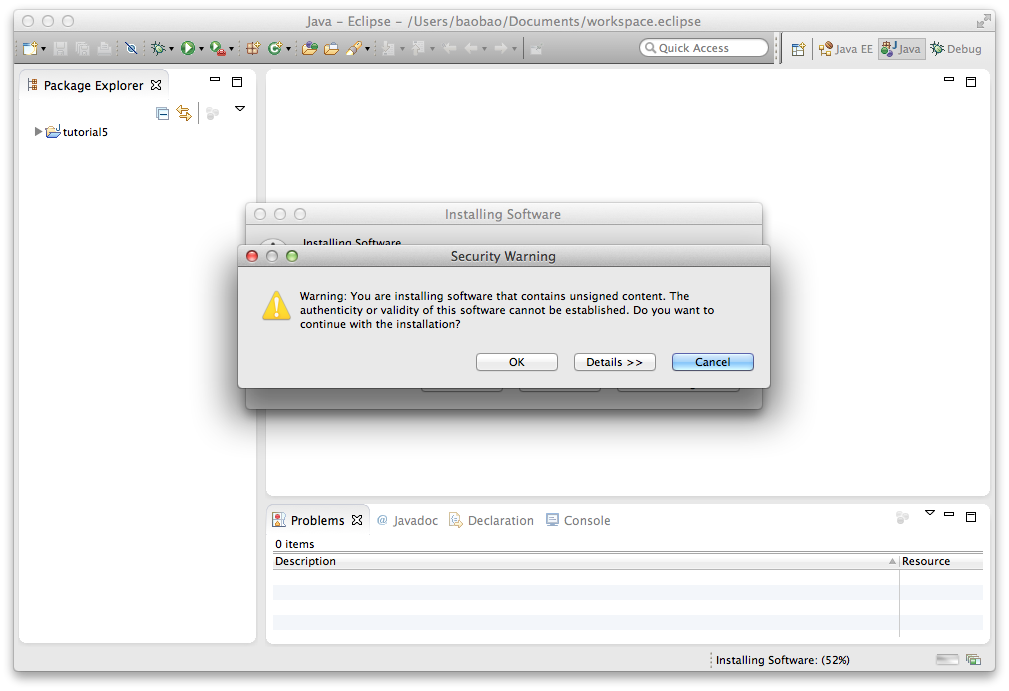 Java – Eclipse – /Users/baobao/Documents/workspace.eclipse
Quick Access
Java EE
Java
Debug
Package Explorer
tutorial5
Installing Software
Installing Software
Security Warning
Warning: You are installing software that contains unsigned content. The
authenticity or validity of this software cannot be established. Do you want to
continue with the installation?
OK
Details >>
Cancel
Problems
@ Javadoc
Declaration
Console
0 items
Description
Resource
Installing Software: (52%)